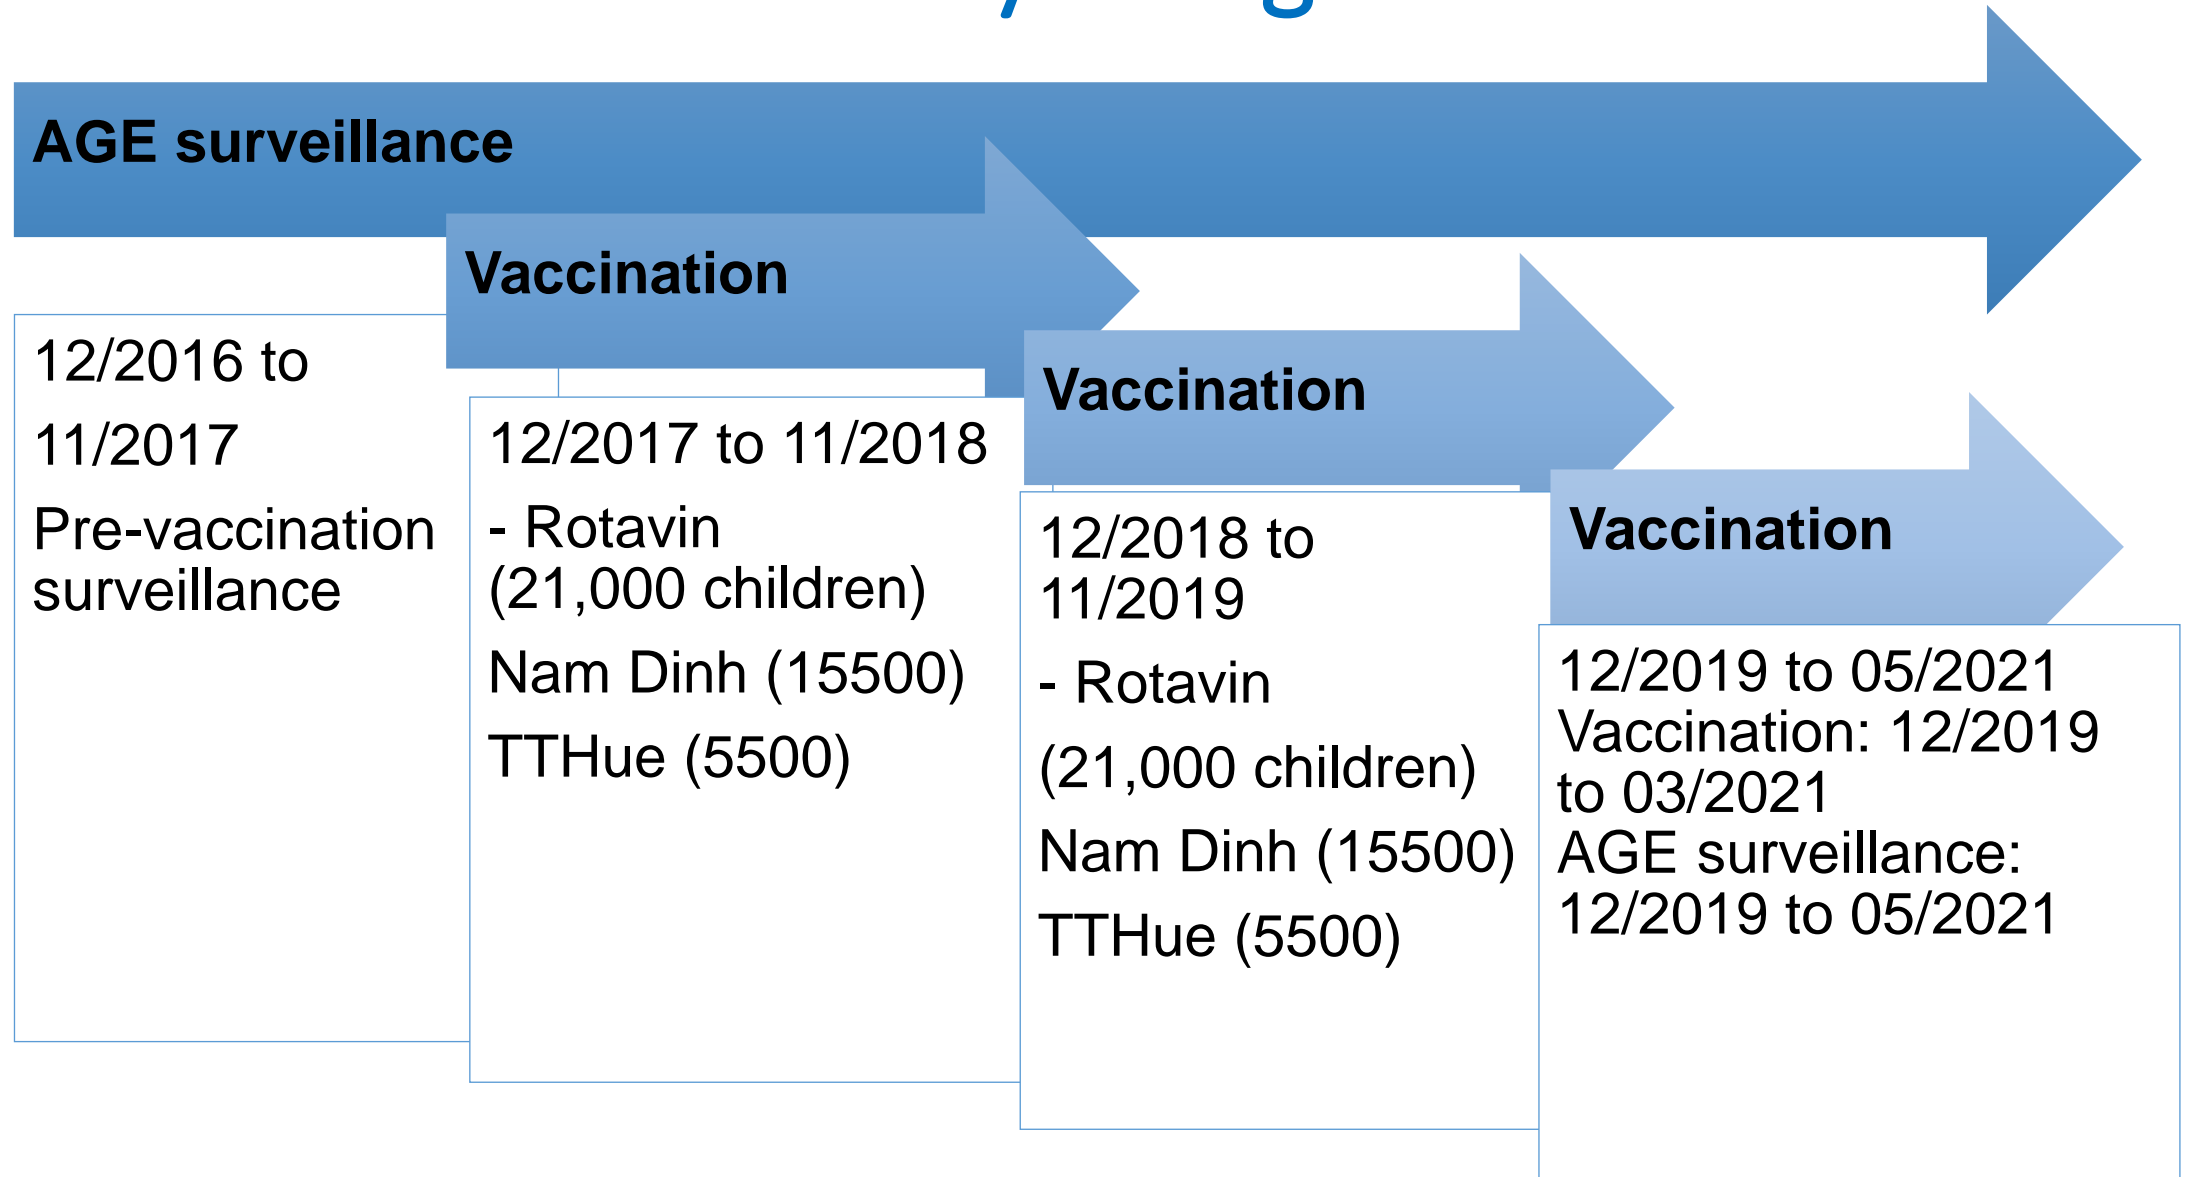 AGE surveillance
12/2016 to
11/2017
Pre-vaccination
surveillance
Vaccination
12/2017 to 11/2018
- Rotavin
(21,000 children)
Nam Dinh (15500)
TTHue (5500)
Vaccination
12/2018 to
11/2019
- Rotavin
(21,000 children)
Nam Dinh (15500)
TTHue (5500)
Vaccination
12/2019 to 05/2021
Vaccination: 12/2019
to 03/2021
AGE surveillance:
12/2019 to 05/2021